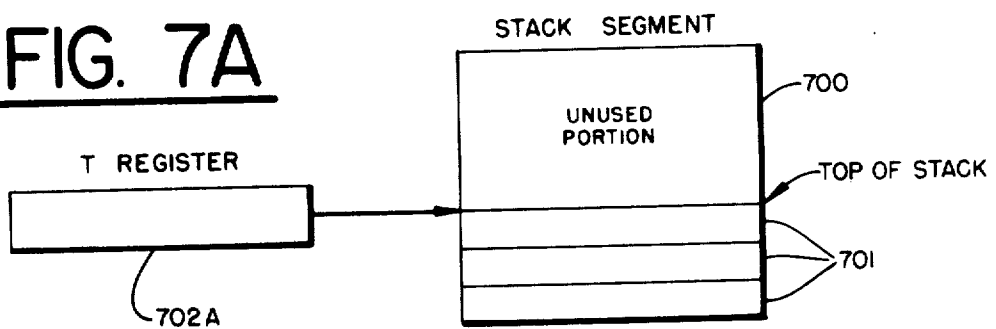 FIG. 7A
STACK SEGMENT
700
UNUSED
PORTION
T REGISTER
TOP OF STACK
701
702A